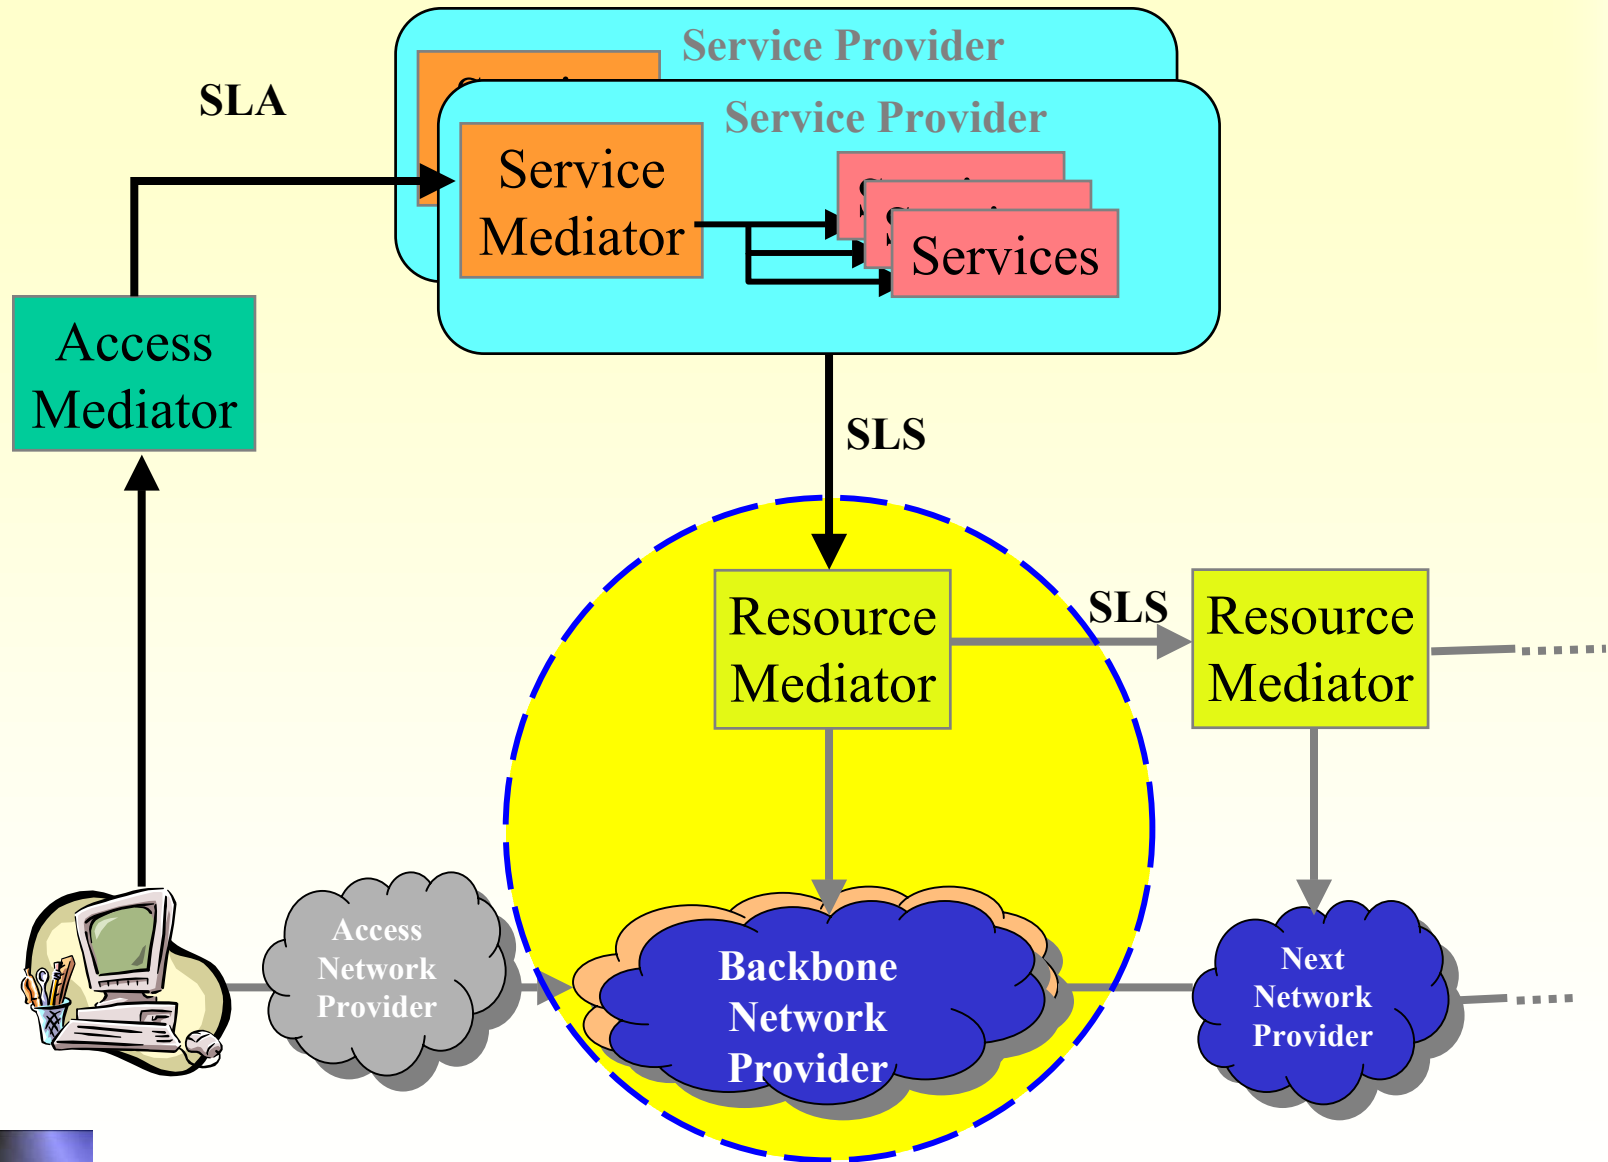 Service Provider
SLA
Service Provider
Service
Mediator
Services
Access
Mediator
SLS
SLS
Resource
Mediator
Resource
Mediator
Access
Network
Provider
Backbone
Network
Provider
Next
Network
Provider